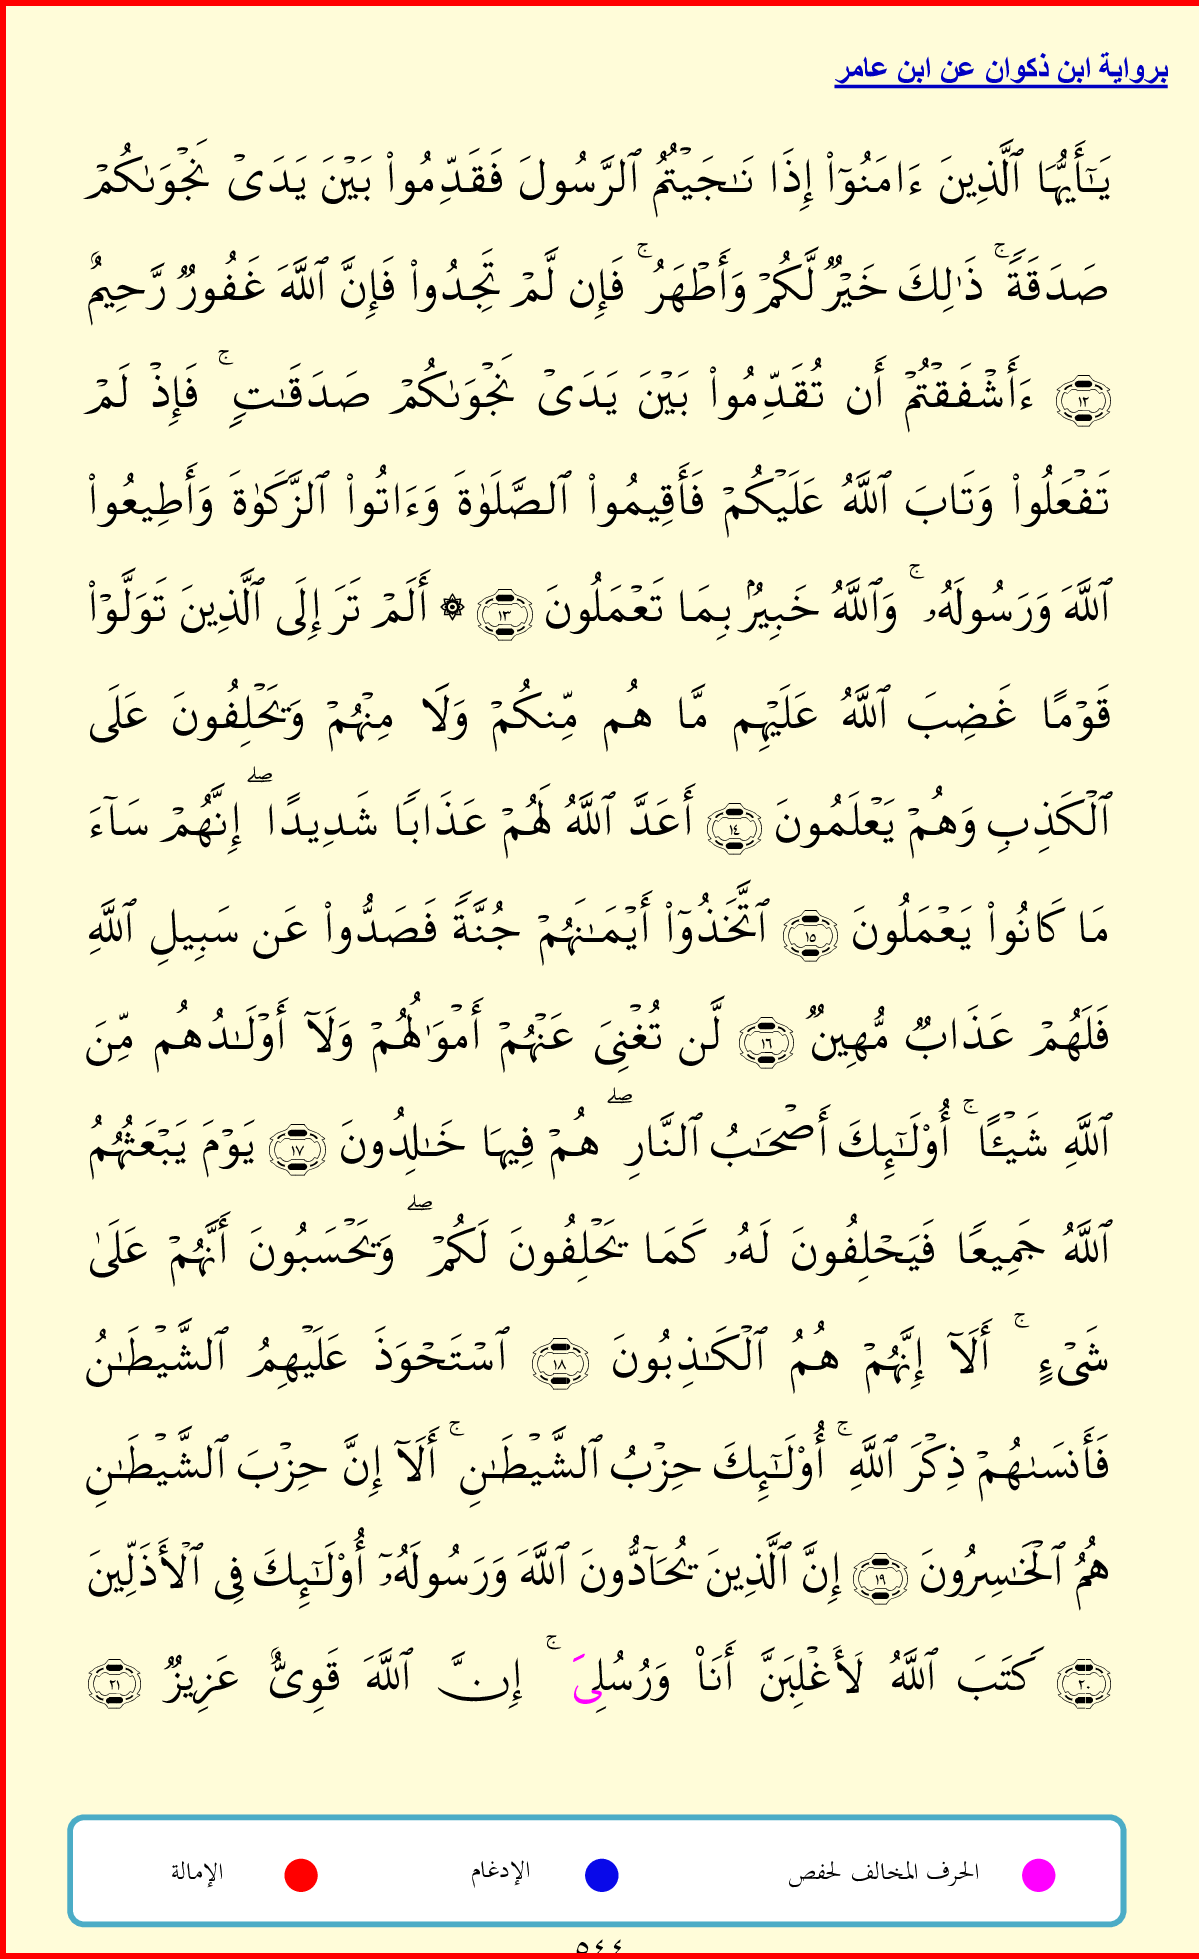 برواية ابن ذكوان عن ابن عامر
يَـٰٓأَيُّهَا ٱلَّذِينَ ءَامَنُوٓا۟ إِذَا نَـٰجَيْتُمُ ٱلرَّسُولَ فَقَدِّمُوا۟ بَيْنَ يَدَىْ نَجْوَىٰكُمْ
صَدَقَةً ۚ ذَٰلِكَ خَيْرٌ لَّكُمْ وَأَطْهَرُ ۚ فَإِن لَّمْ تَجِدُوا۟ فَإِنَّ ٱللَّهَ غَفُورٌ رَّحِيمٌ
١٢ ءَأَشْفَقْتُمْ أَن تُقَدِّمُوا۟ بَيْنَ يَدَىْ نَجْوَىٰكُمْ صَدَقَـٰتٍ ۚ فَإِذْ لَمْ
تَفْعَلُوا۟ وَتَابَ ٱللَّهُ عَلَيْكُمْ فَأَقِيمُوا۟ ٱلصَّلَوٰةَ وَءَاتُوا۟ ٱلزَّكَوٰةَ وَأَطِيعُوا۟
ٱللَّهَ وَرَسُولَهُۥ ۚ وَٱللَّهُ خَبِيرٌۢ بِمَا تَعْمَلُونَ ١٣ ۞ أَلَمْ تَرَ إِلَى ٱلَّذِينَ تَوَلَّوْا۟
قَوْمًا غَضِبَ ٱللَّهُ عَلَيْهِم مَّا هُم مِّنكُمْ وَلَا مِنْهُمْ وَيَحْلِفُونَ عَلَى
ٱلْكَذِبِ وَهُمْ يَعْلَمُونَ ١٤ أَعَدَّ ٱللَّهُ لَهُمْ عَذَابًا شَدِيدًا ۖ إِنَّهُمْ سَآءَ
مَا كَانُوا۟ يَعْمَلُونَ ١٥ ٱتَّخَذُوٓا۟ أَيْمَـٰنَهُمْ جُنَّةً فَصَدُّوا۟ عَن سَبِيلِ ٱللَّهِ
فَلَهُمْ عَذَابٌ مُّهِينٌ ١٦ لَّن تُغْنِىَ عَنْهُمْ أَمْوَٰلُهُمْ وَلَآ أَوْلَـٰدُهُم مِّنَ
ٱللَّهِ شَيْـًٔا ۚ أُو۟لَـٰٓئِكَ أَصْحَـٰبُ ٱلنَّارِ ۖ هُمْ فِيهَا خَـٰلِدُونَ ١٧ يَوْمَ يَبْعَثُهُمُ
ٱللَّهُ جَمِيعًا فَيَحْلِفُونَ لَهُۥ كَمَا يَحْلِفُونَ لَكُمْ ۖ وَيَحْسَبُونَ أَنَّهُمْ عَلَىٰ
شَىْءٍ ۚ أَلَآ إِنَّهُمْ هُمُ ٱلْكَـٰذِبُونَ ١٨ ٱسْتَحْوَذَ عَلَيْهِمُ ٱلشَّيْطَـٰنُ
فَأَنسَىٰهُمْ ذِكْرَ ٱللَّهِ ۚ أُو۟لَـٰٓئِكَ حِزْبُ ٱلشَّيْطَـٰنِ ۚ أَلَآ إِنَّ حِزْبَ ٱلشَّيْطَـٰنِ
هُمُ ٱلْخَـٰسِرُونَ ١٩ إِنَّ ٱلَّذِينَ يُحَآدُّونَ ٱللَّهَ وَرَسُولَهُۥٓ أُو۟لَـٰٓئِكَ فِى ٱلْأَذَلِّينَ
٢٠ كَتَبَ ٱللَّهُ لَأَغْلِبَنَّ أَنَا۠ وَرُسُلِىَ ۚ إِنَّ ٱللَّهَ قَوِىٌّ عَزِيزٌ ٢١
الحرف المخالف لحفص الإدغام الإمالة
٥٤٤